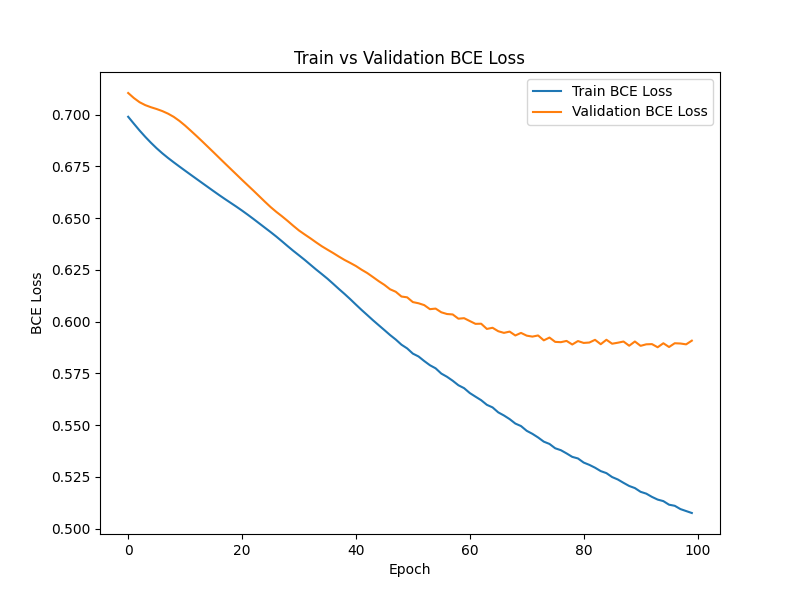 Train vs Validation BCE Loss
Train BCE Loss
Validation BCE Loss
0.700
0.675
0.650
0.625
0.600
0.575
0.550
0.525
0.500
BCE Loss
0 20 40 60 80 100
Epoch